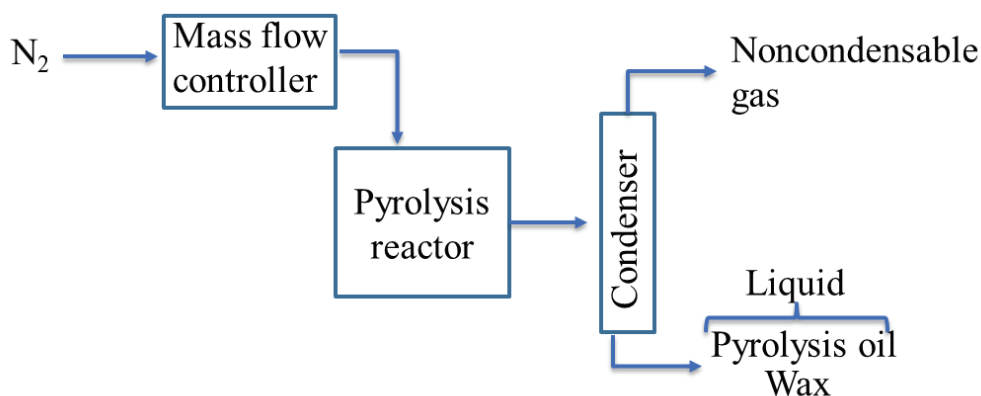 N₂
Mass flow
controller
Pyrolysis
reactor
Condenser
Noncondensable
gas
Liquid
Pyrolysis oil
Wax